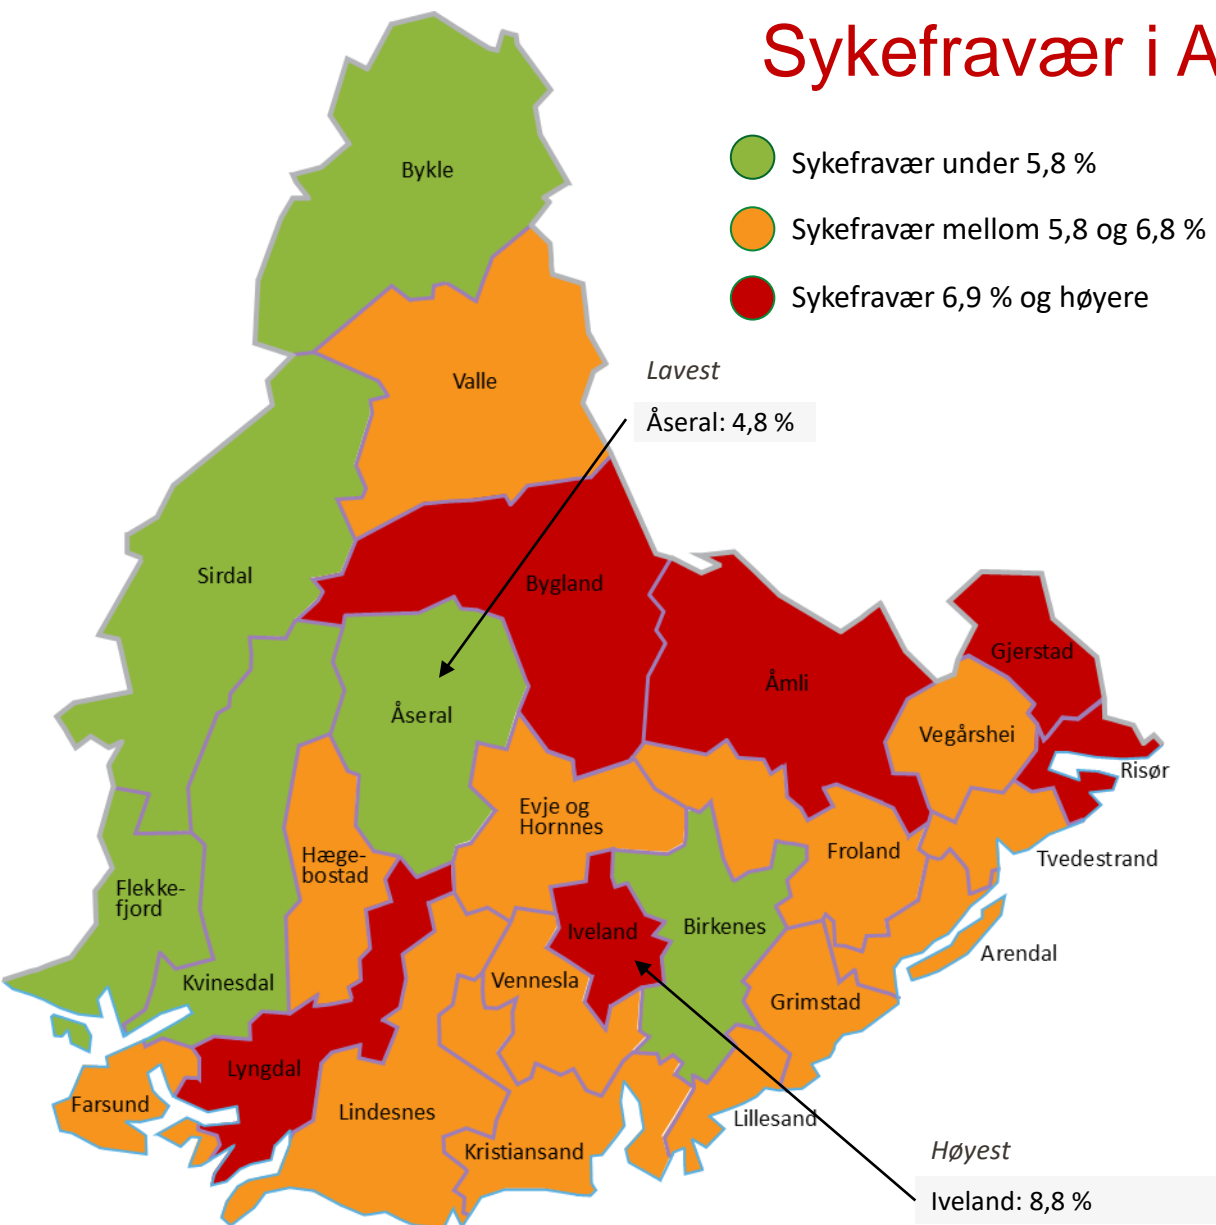 Sykefravær i A
Sykefravær under 5,8 %
Sykefravær mellom 5,8 og 6,8 %
Sykefravær 6,9 % og høyere
Bykle
Lavest
Valle
Åseral: 4,8 %
Sirdal
Bygland
Gjerstad
Åmli
Åseral
Vegårshei
Risør
Evje og
Hornnes
Hæge-
bostad
Froland
Tvedestrand
Flekke-
fjord
Iveland
Birkenes
Arendal
Kvinesdal
Vennesla
Grimstad
Lyngdal
Farsund
Lindesnes
Lillesand
Kristiansand
Høyest
Iveland: 8,8 %